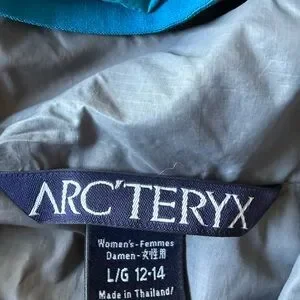 ARC'TERYX
Women's-Femmes
Damen-女性用
L/G 12-14
Made in Thailand/